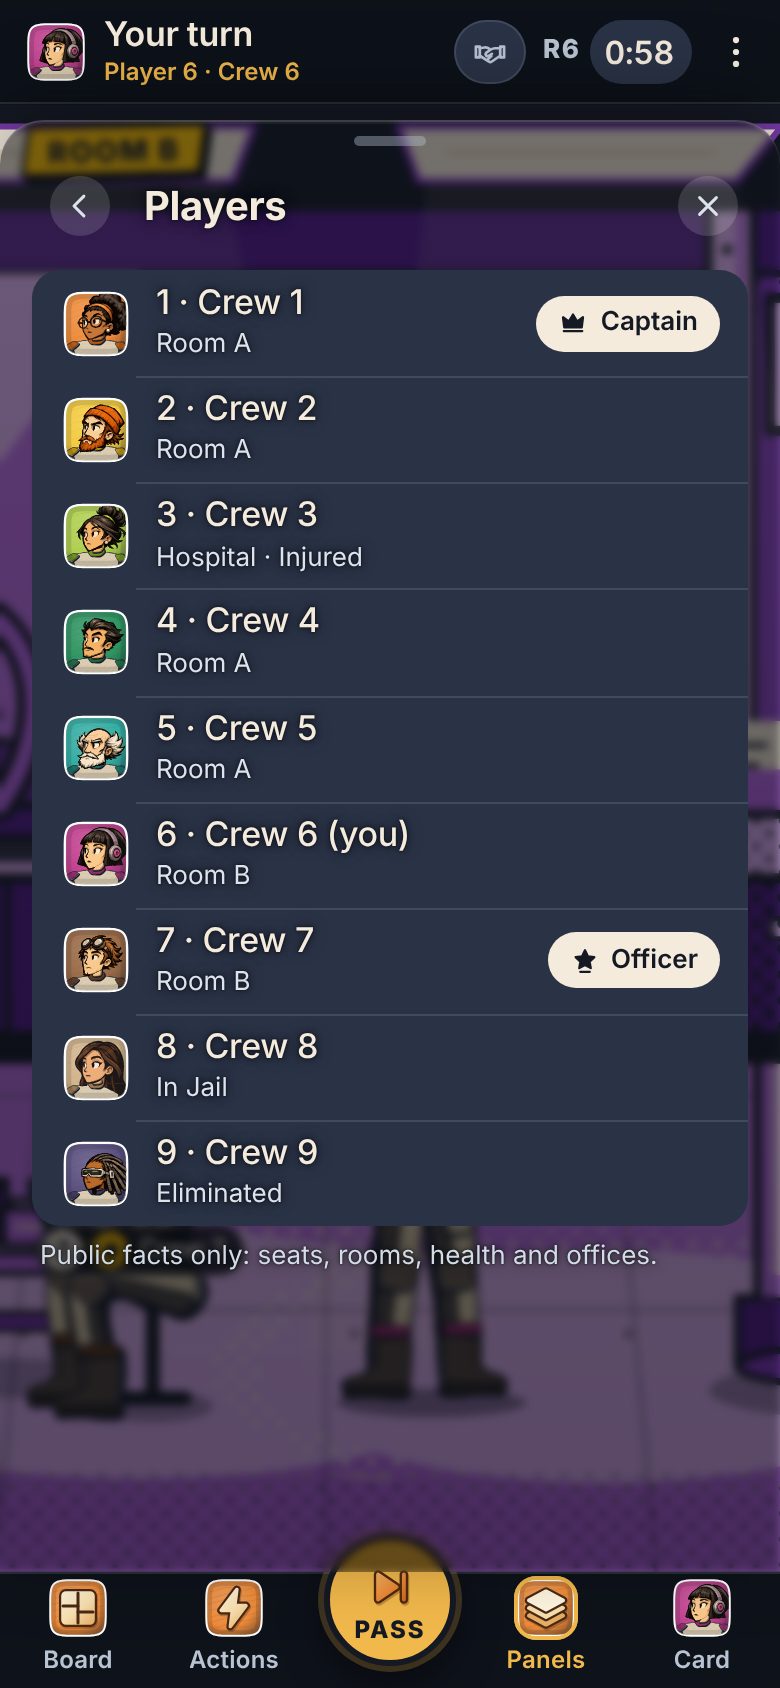 Your turn
Player 6 · Crew 6
R6
0:58
ROOM B
Players
1 · Crew 1
Room A
Captain
2 · Crew 2
Room A
3 · Crew 3
Hospital · Injured
4 · Crew 4
Room A
5 · Crew 5
Room A
6 · Crew 6 (you)
Room B
7 · Crew 7
Room B
Officer
8 · Crew 8
In Jail
9 · Crew 9
Eliminated
Public facts only: seats, rooms, health and offices.
Board
Actions
PASS
Panels
Card